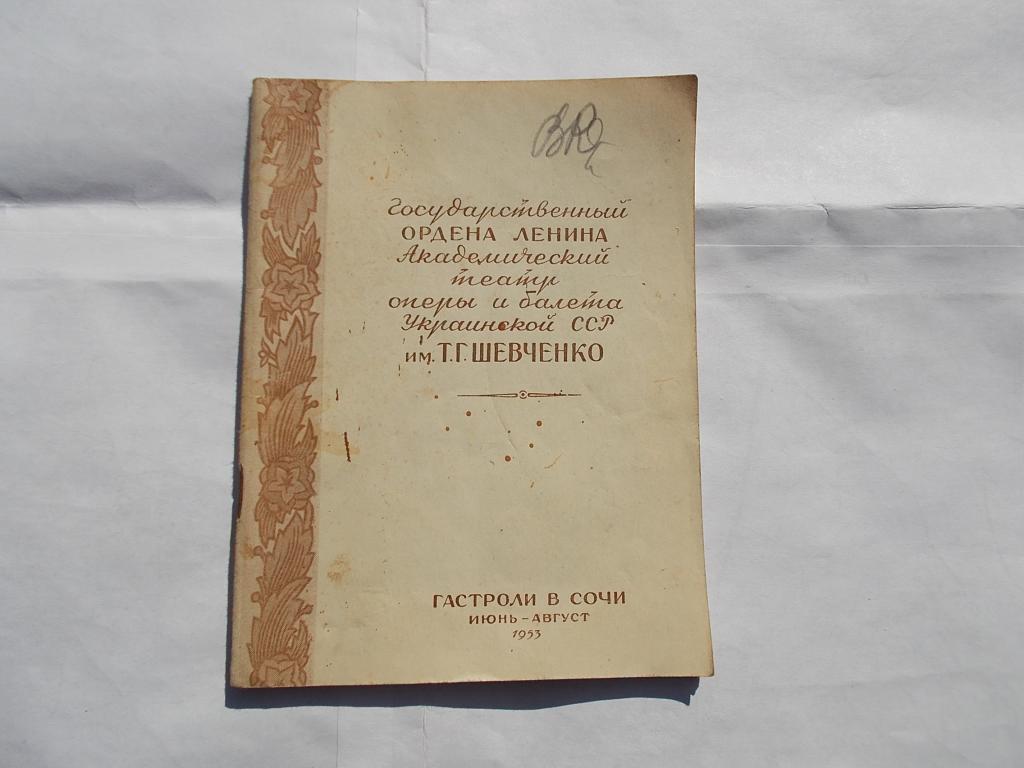 Государственный
ОРДЕНА ЛЕНИНА
Академический
театр
оперы и балета
Украинской ССР
им. Т.Г. ШЕВЧЕНКО
ГАСТРОЛИ В СОЧИ
ИЮНЬ - АВГУСТ
1953